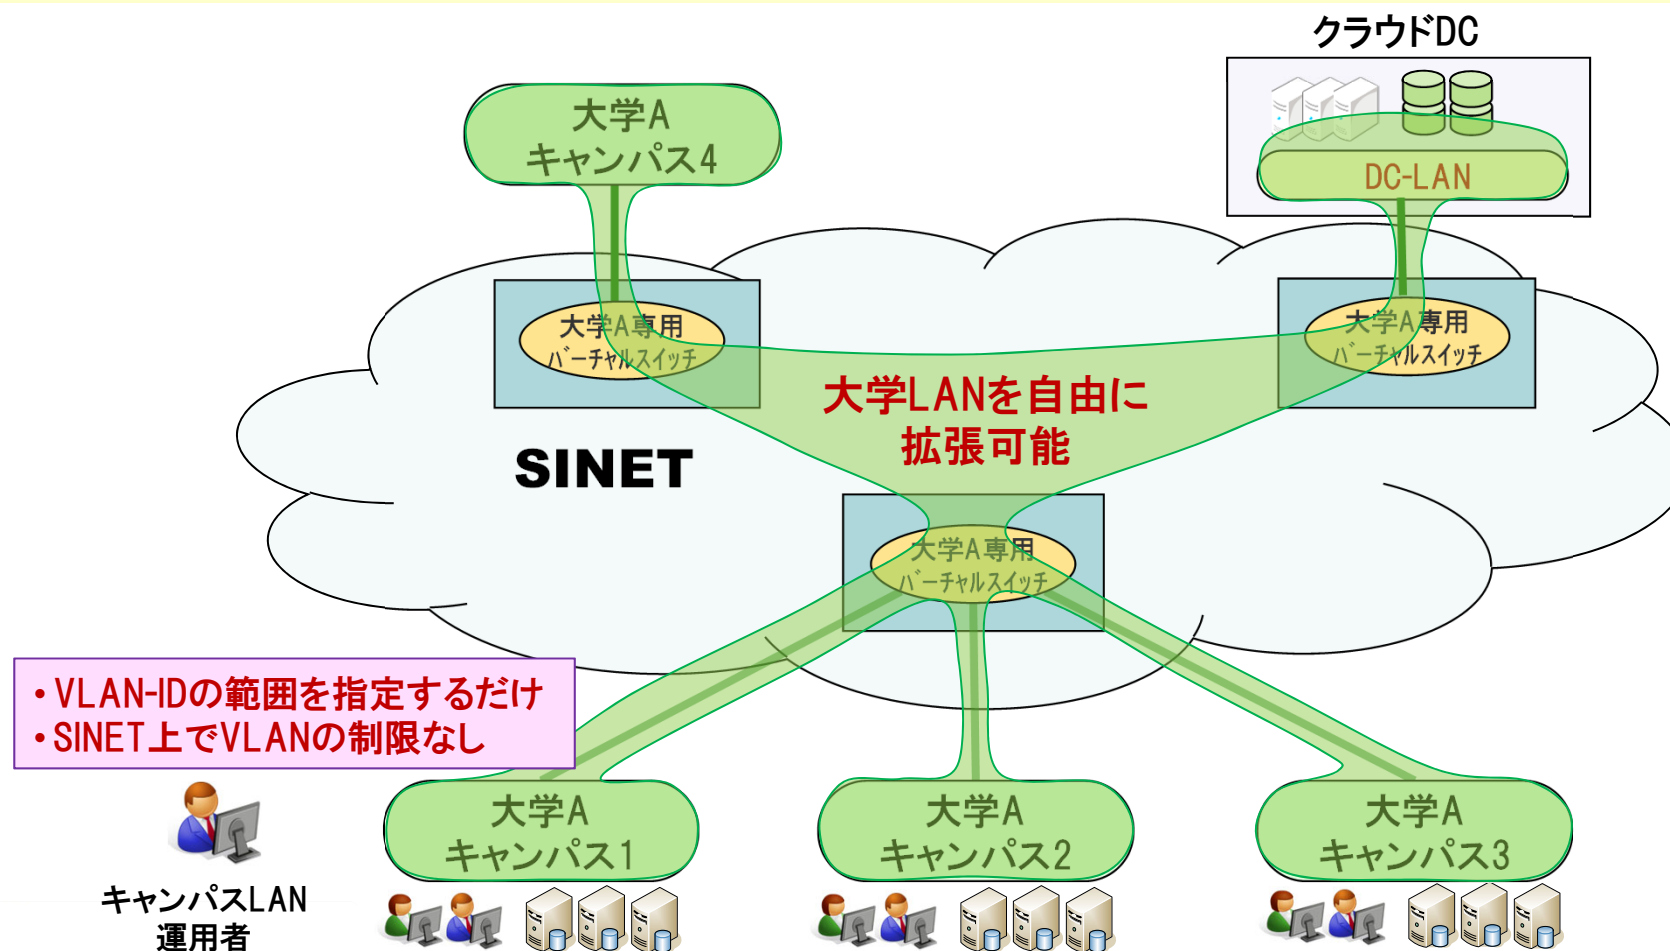 クラウドDC
大学A
キャンパス4
DC-LAN
大学A専用
バーチャルスイッチ
大学A専用
バーチャルスイッチ
大学LANを自由に
拡張可能
SINET
大学A専用
バーチャルスイッチ
・VLAN-IDの範囲を指定するだけ
・SINET上でVLANの制限なし
大学A
キャンパス1
大学A
キャンパス2
大学A
キャンパス3
キャンパスLAN
運用者